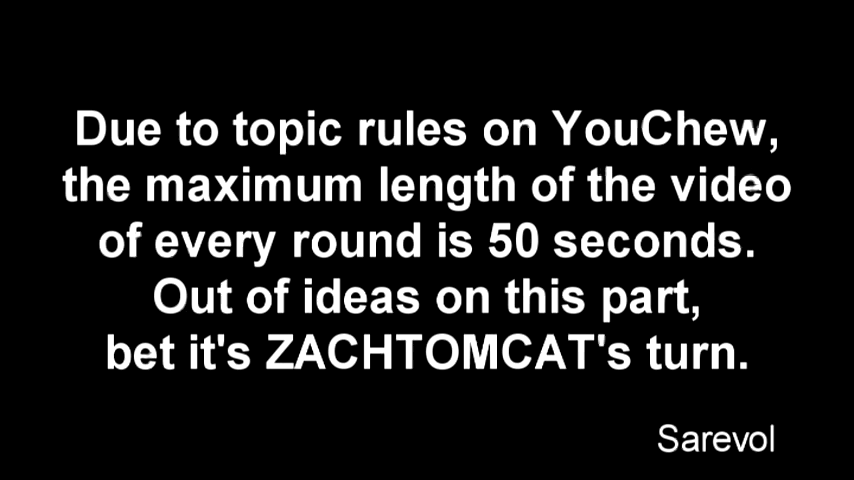 Due to topic rules on YouChew,
the maximum length of the video
of every round is 50 seconds.
Out of ideas on this part,
bet it's ZACHTOMCAT's turn.
Sarevol